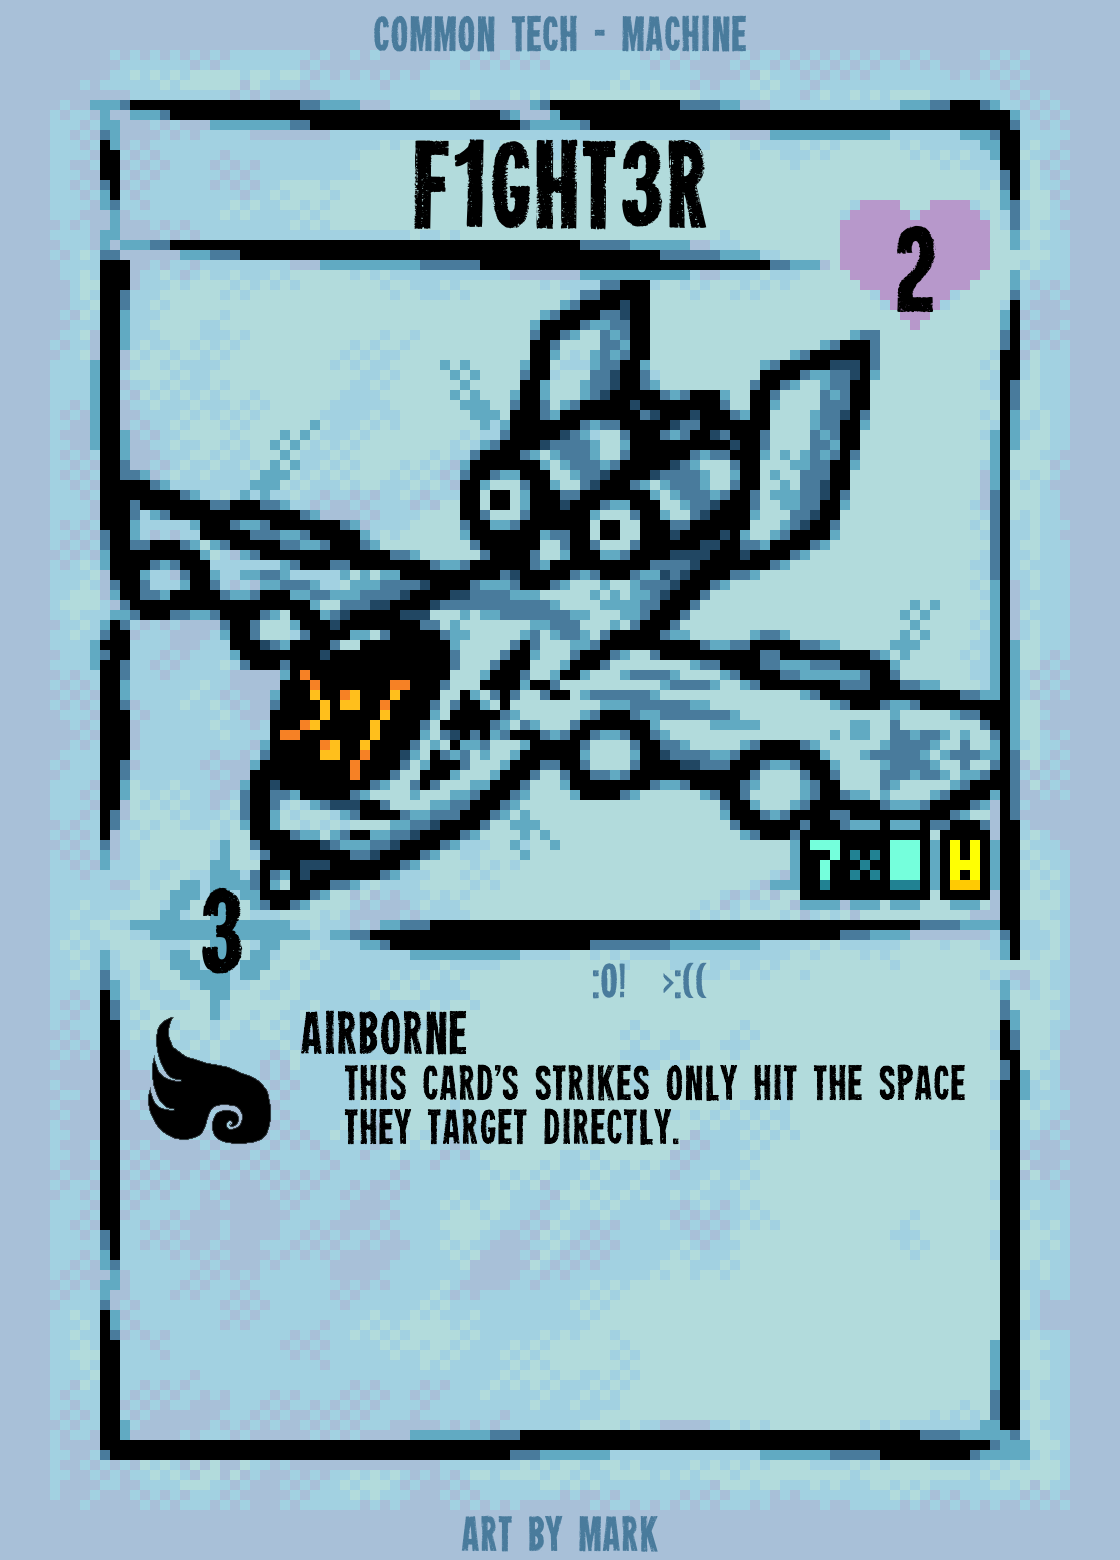 COMMON TECH - MACHINE
F1GHT3R
2
3
:0! >:((
AIRBORNE
THIS CARD'S STRIKES ONLY HIT THE SPACE
THEY TARGET DIRECTLY.
ART BY MARK